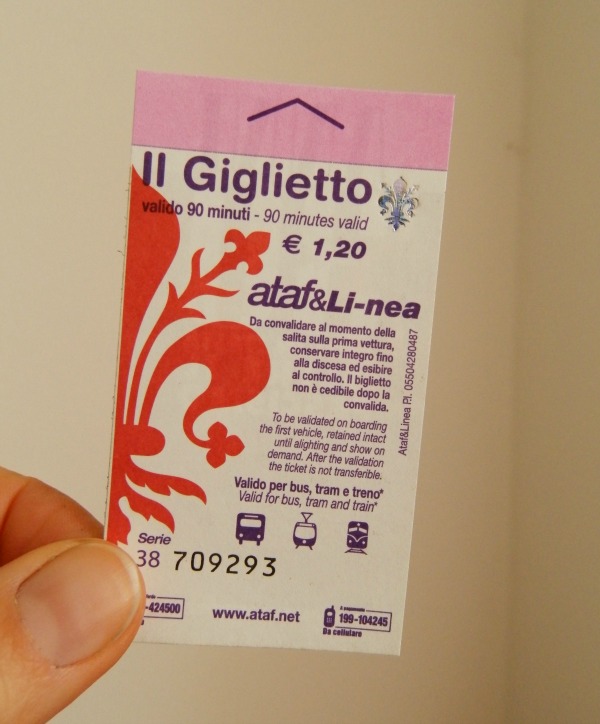 Il Giglietto
valido 90 minuti - 90 minutes valid
€ 1,20
ataf&Li-nea
Da convalidare al momento della
salita sulla prima vettura,
conservare integro fino
alla discesa ed esibire
al controllo. Il biglietto
non è cedibile dopo la
convalida.
Ataf&Linea P.I. 05504280487
To be validated on boarding
the first vehicle, retained intact
until alighting and show on
demand. After the validation
the ticket is not transferible.
Valido per bus, tram e treno*
Valid for bus, tram and train*
Serie
38 709293
-424500
www.ataf.net
A pagamento
199-104245
Da cellulare